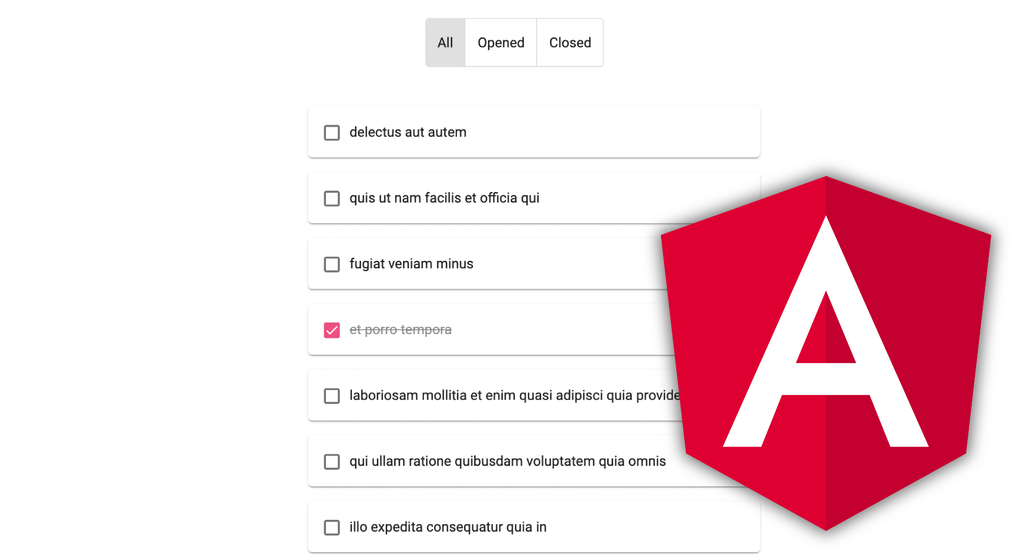 All Opened Closed
delectus aut autem
quis ut nam facilis et officia qui
fugiat veniam minus
et porro tempora
laboriosam mollitia et enim quasi adipisci quia
qui ullam ratione quibusdam voluptatem quia omnis
illo expedita consequatur quia in
A